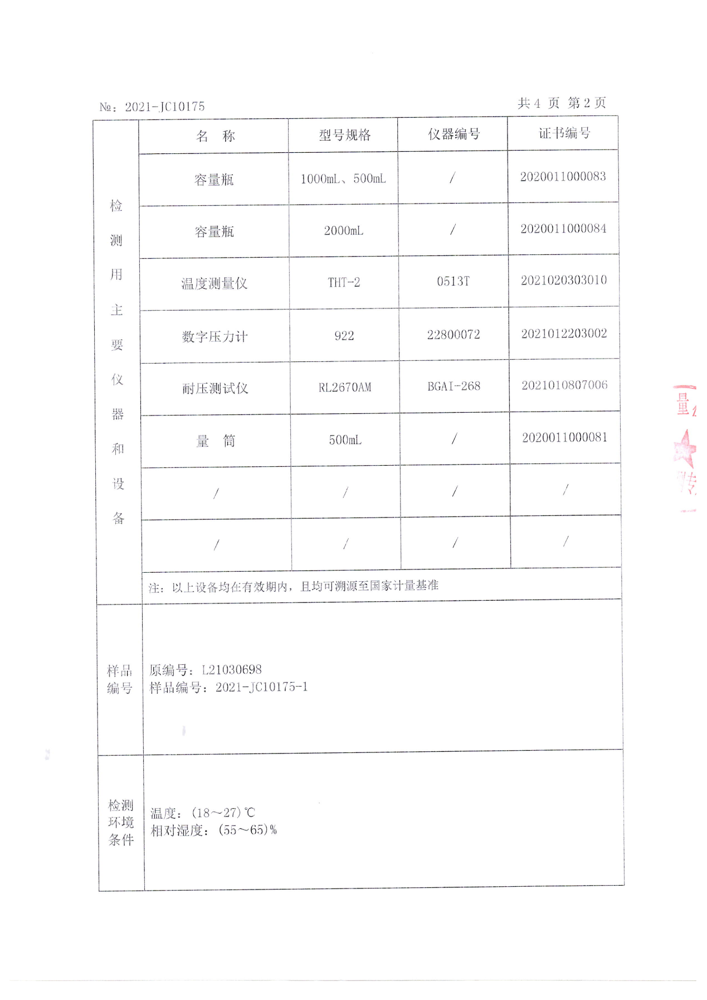 №：2021-JC10175
共 4 页 第 2 页
检测用主要仪器和设备
名 称 型号规格 仪器编号 证书编号
容量瓶 1000mL、500mL / 2020011000083
容量瓶 2000mL / 2020011000084
温度测量仪 THT-2 0513T 2021020303010
数字压力计 922 22800072 2021012203002
耐压测试仪 RL2670AM BGAI-268 2021010807006
量 筒 500mL / 2020011000081
/ / / /
/ / / /
注：以上设备均在有效期内，且均可溯源至国家计量基准
样品
编号
原编号：L21030698
样品编号：2021-JC10175-1
检测
环境
条件
温度：(18～27)℃
相对湿度：(55～65)%
量
专